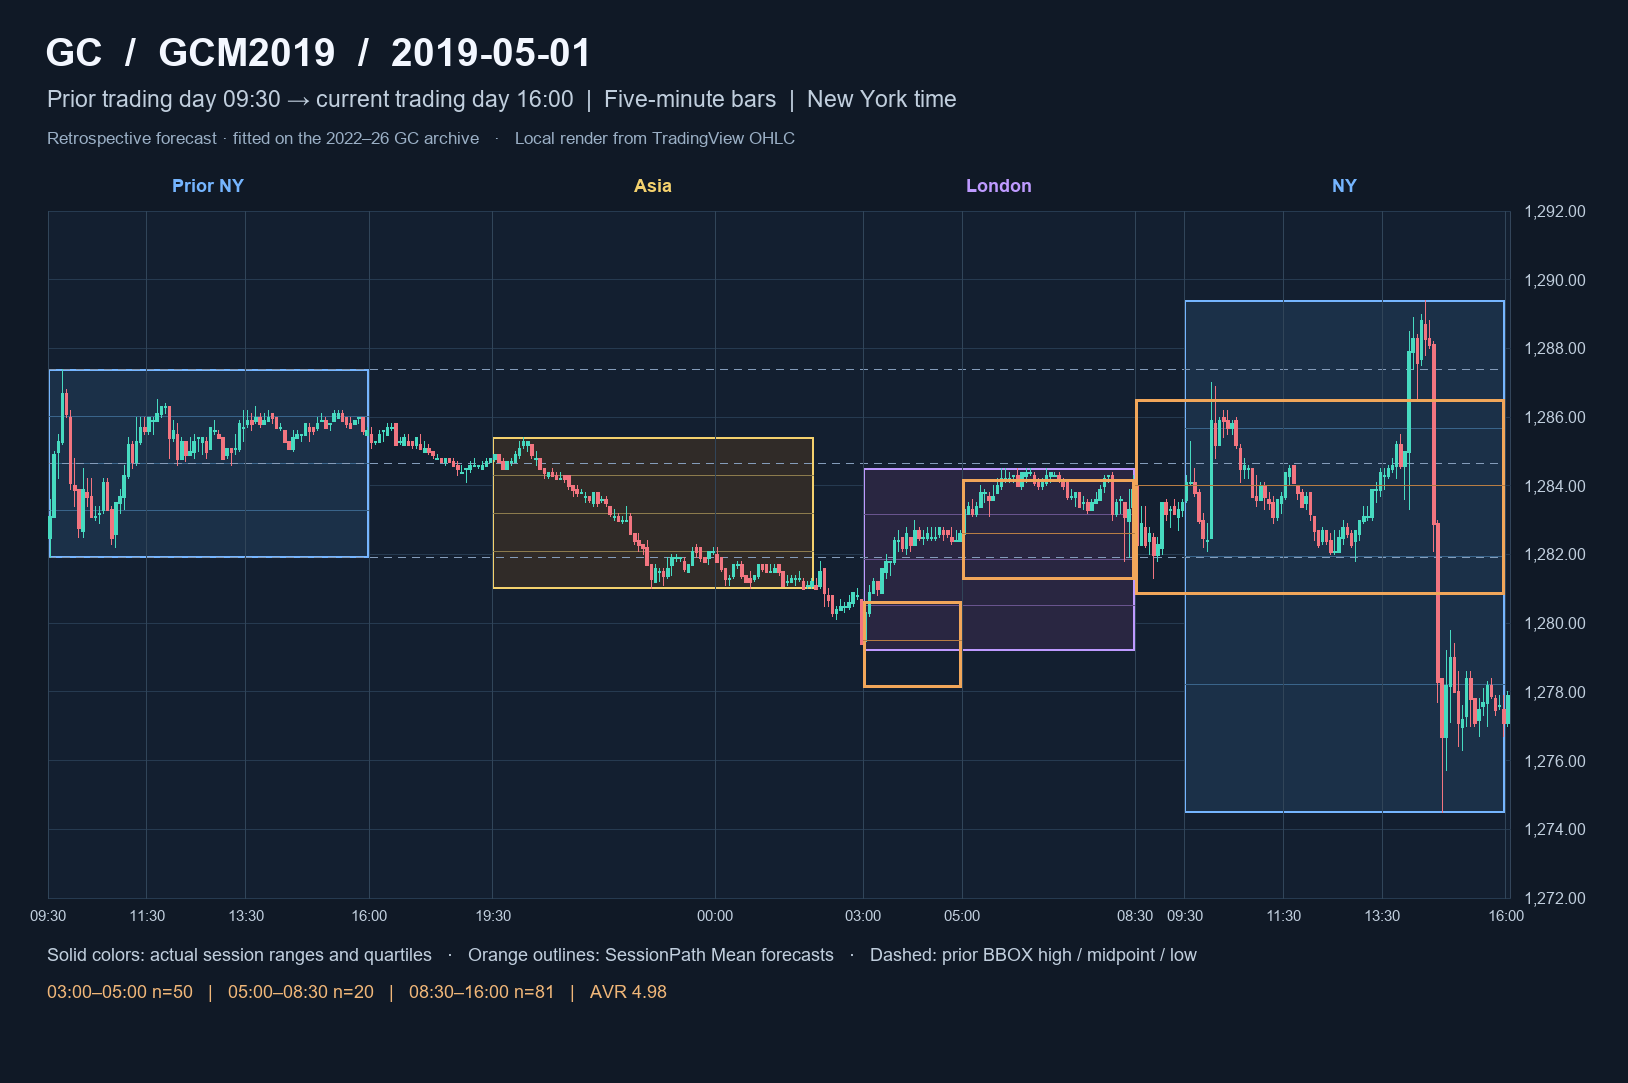 GC / GCM2019 / 2019-05-01
Prior trading day 09:30 → current trading day 16:00 | Five-minute bars | New York time
Retrospective forecast · fitted on the 2022–26 GC archive · Local render from TradingView OHLC
Prior NY Asia London NY
1,292.00
1,290.00
1,288.00
1,286.00
1,284.00
1,282.00
1,280.00
1,278.00
1,276.00
1,274.00
1,272.00
09:30 11:30 13:30 16:00 19:30 00:00 03:00 05:00 08:30 09:30 11:30 13:30 16:00
Solid colors: actual session ranges and quartiles · Orange outlines: SessionPath Mean forecasts · Dashed: prior BBOX high / midpoint / low
03:00–05:00 n=50 | 05:00–08:30 n=20 | 08:30–16:00 n=81 | AVR 4.98